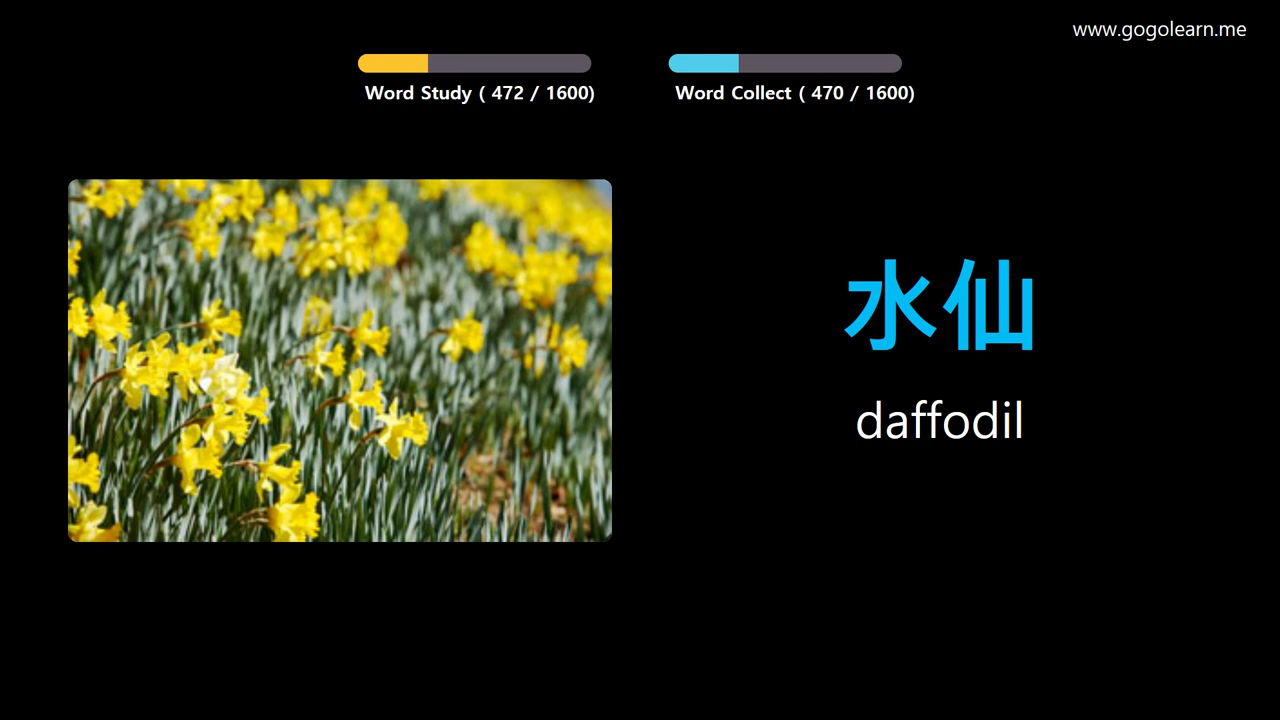 www.gogolearn.me
Word Study ( 472 / 1600)
Word Collect ( 470 / 1600)
水仙
daffodil